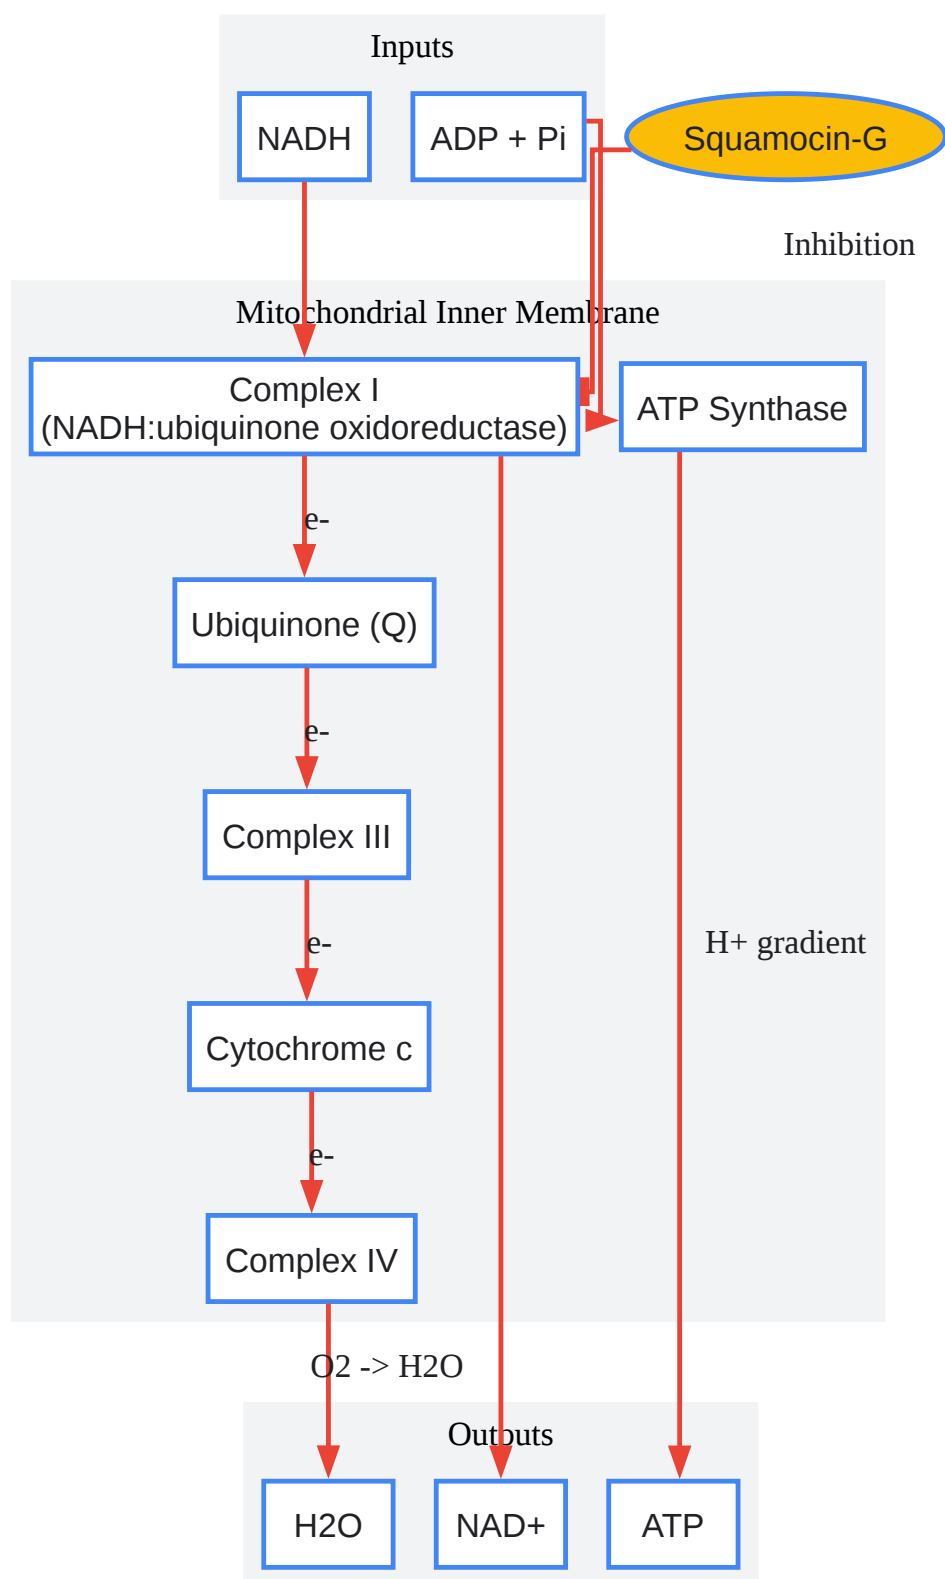 Inputs
NADH
ADP + Pi
Squamocin-G
Inhibition
Mitochondrial Inner Membrane
Complex I
(NADH:ubiquinone oxidoreductase)
ATP Synthase
e-
Ubiquinone (Q)
e-
Complex III
e-
H+ gradient
Cytochrome c
e-
Complex IV
O2 -> H2O
Outputs
H2O
NAD+
ATP